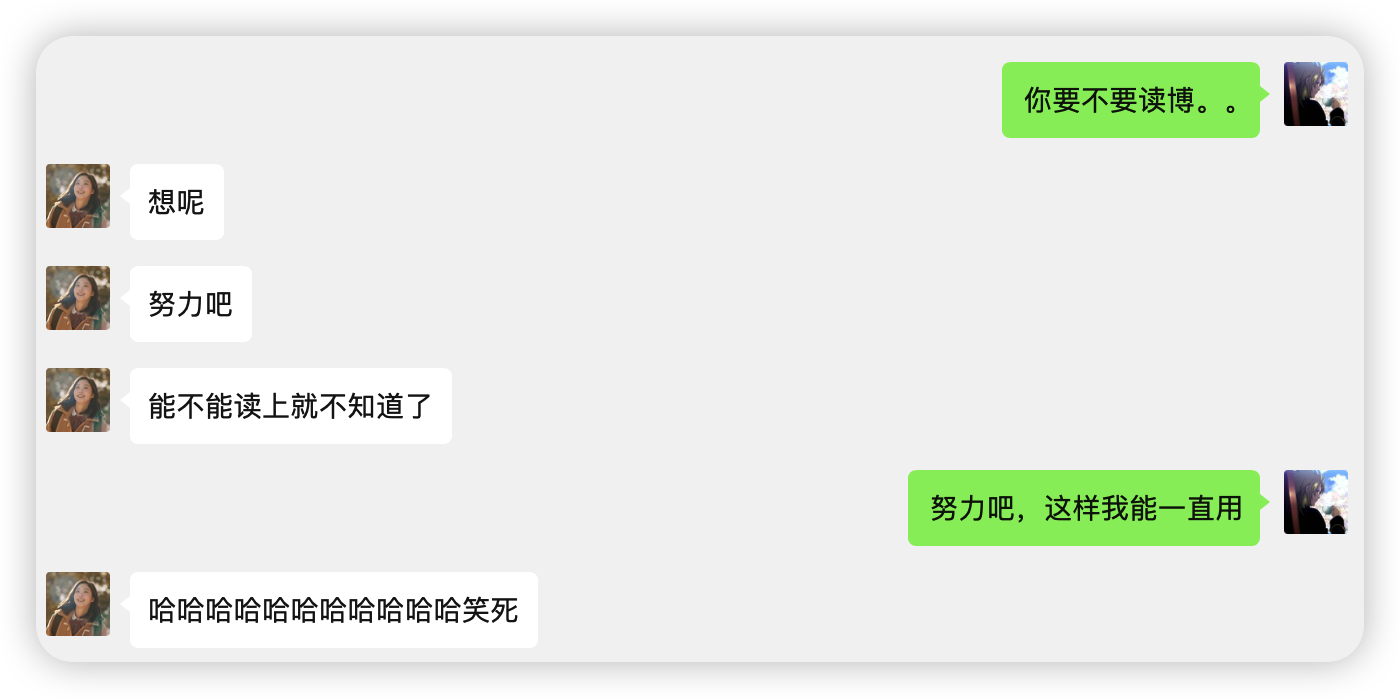 你要不要读博。。
想呢
努力吧
能不能读上就不知道了
努力吧，这样我能一直用
哈哈哈哈哈哈哈哈哈哈哈笑死